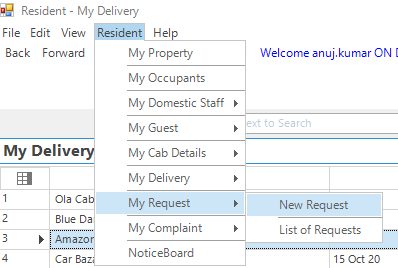 Resident - My Delivery
File Edit View Resident Help
Back Forward Welcome anuj.kumar ON D
My Property
My Occupants
My Domestic Staff
My Guest
ext to Search
My Cab Details
My Delivery
My Delivery
My Request
New Request
List of Requests
My Complaint
NoticeBoard
1 Ola Cab
2 Blue Da
3 Amazor
4 Car Baza 15 Oct 20